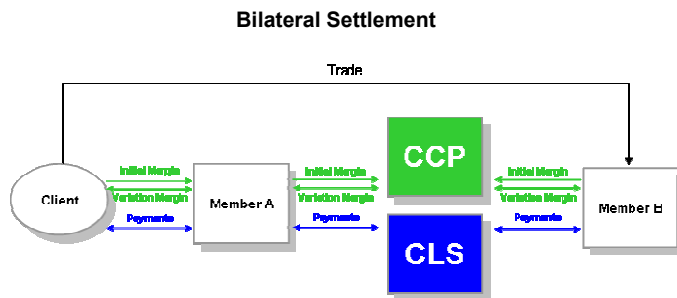 Bilateral Settlement
Trade
CCP
Initial Margin
Initial Margin
Initial Margin
Client
Variation Margin
Member A
Variation Margin
Variation Margin
Member B
Payments
Payments
Payments
CLS